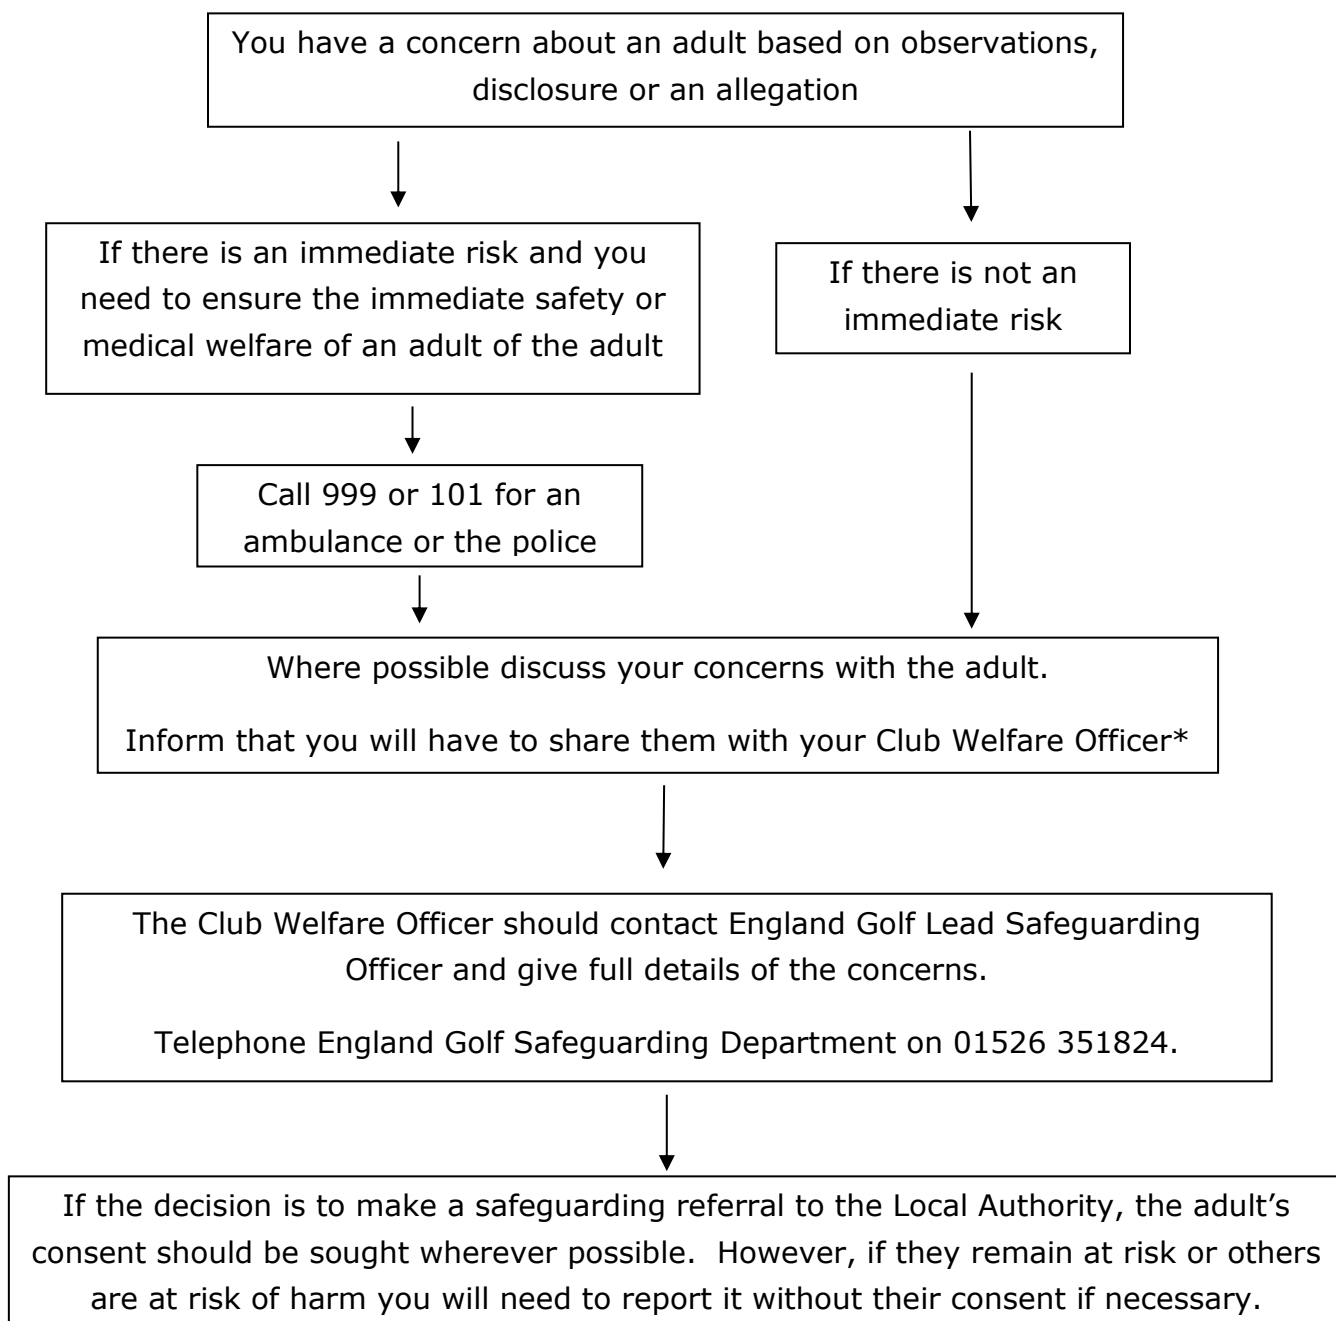 You have a concern about an adult based on observations,
disclosure or an allegation
If there is an immediate risk and you
need to ensure the immediate safety or
medical welfare of an adult of the adult
If there is not an
immediate risk
Call 999 or 101 for an
ambulance or the police
Where possible discuss your concerns with the adult.
Inform that you will have to share them with your Club Welfare Officer*
The Club Welfare Officer should contact England Golf Lead Safeguarding
Officer and give full details of the concerns.
Telephone England Golf Safeguarding Department on 01526 351824.
If the decision is to make a safeguarding referral to the Local Authority, the adult’s
consent should be sought wherever possible.  However, if they remain at risk or others
are at risk of harm you will need to report it without their consent if necessary.